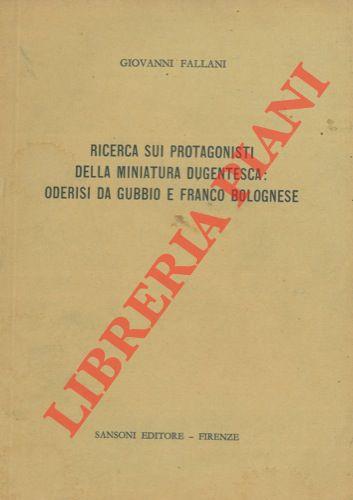 GIOVANNI FALLANI
RICERCA SUI PROTAGONISTI
DELLA MINIATURA DUGENTESCA:
ODERISI DA GUBBIO E FRANCO BOLOGNESE
LIBRERIA PIANI
SANSONI EDITORE - FIRENZE